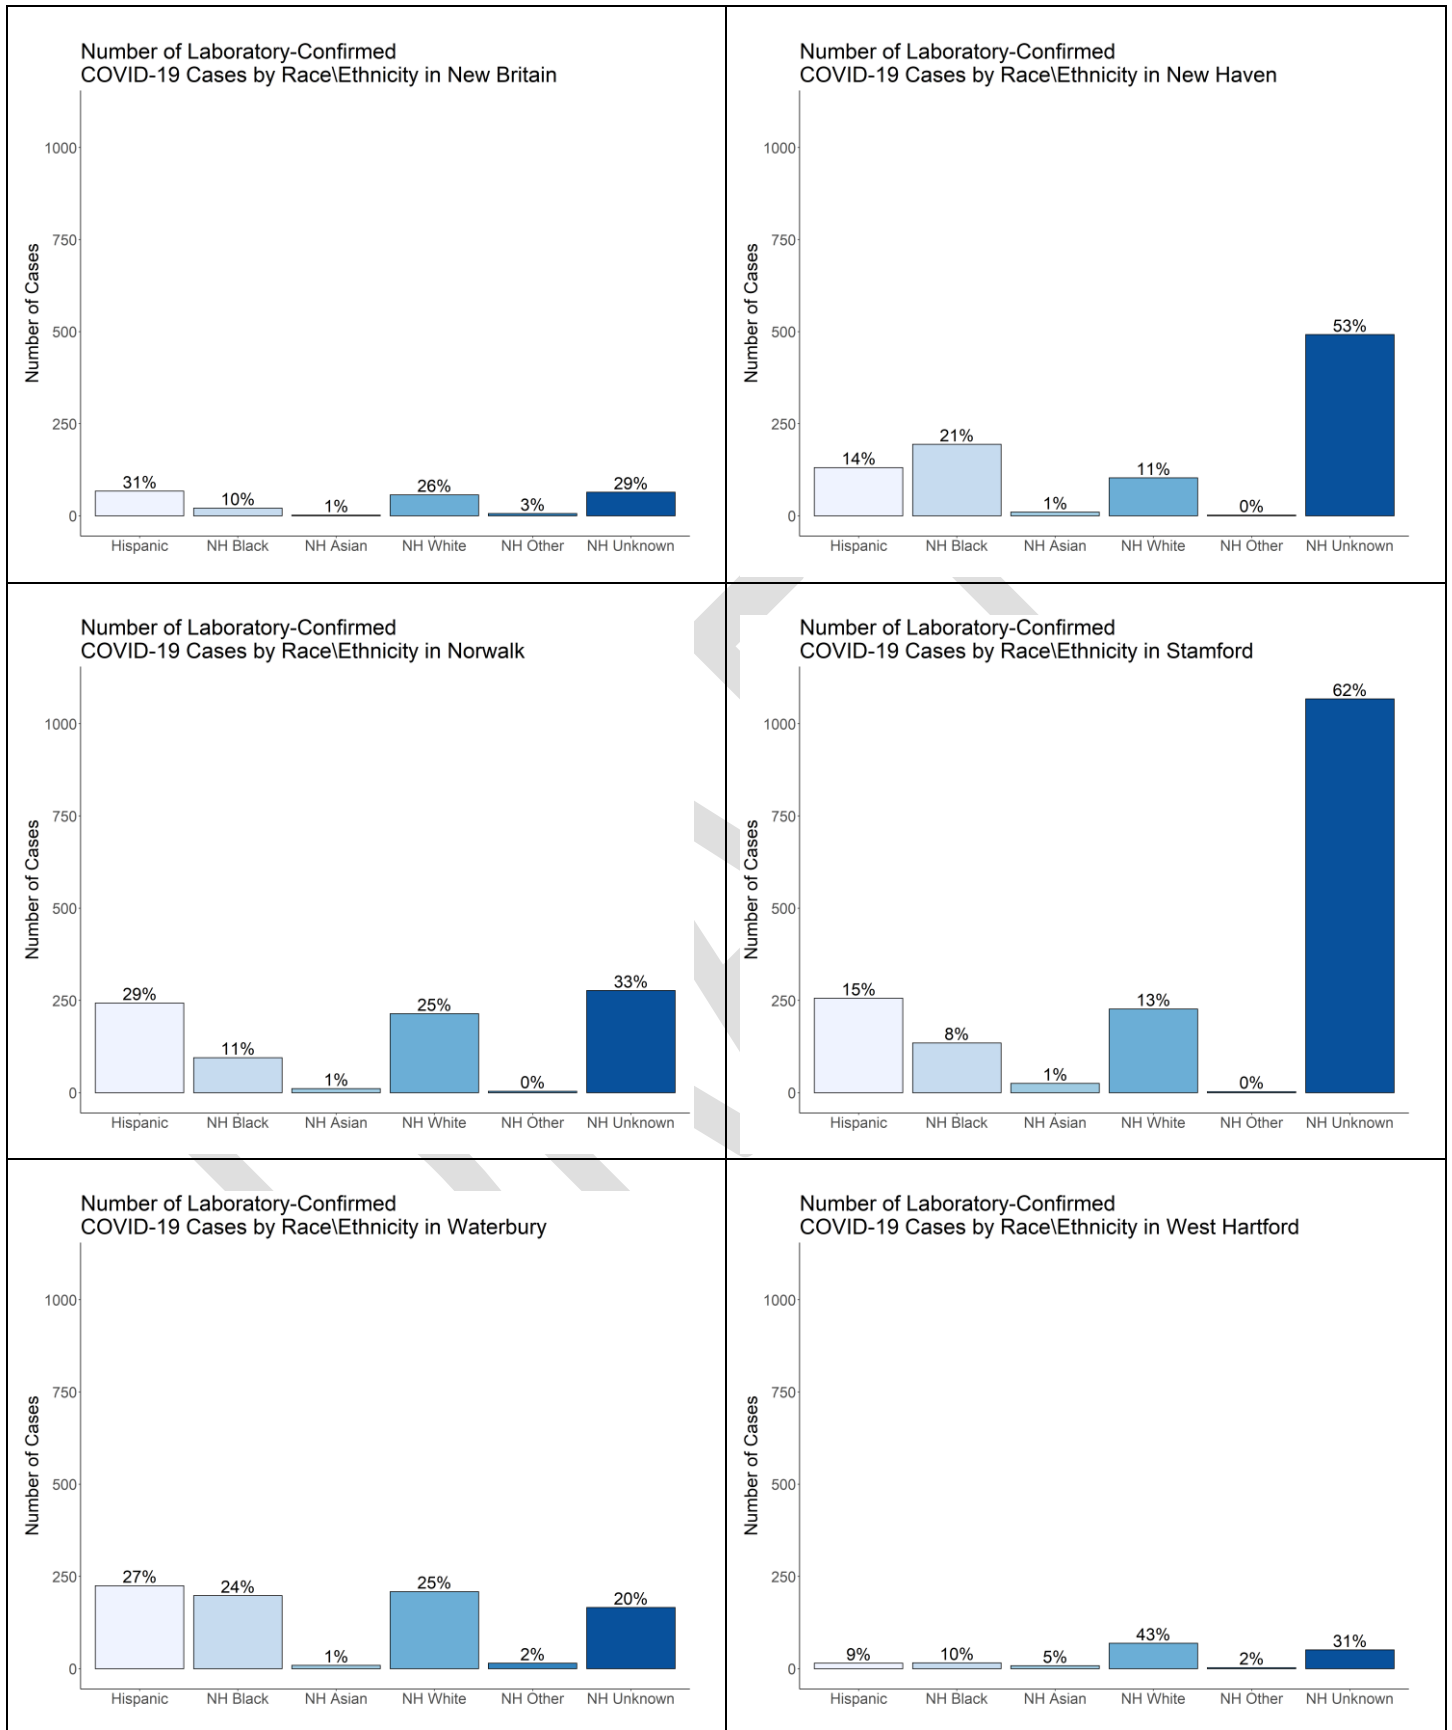 Number of Laboratory-Confirmed
COVID-19 Cases by Race\Ethnicity in New Britain
Number of Cases
1000
750
500
250
0
31%
10%
1%
26%
3%
29%
Hispanic NH Black NH Asian NH White NH Other NH Unknown
Number of Laboratory-Confirmed
COVID-19 Cases by Race\Ethnicity in New Haven
Number of Cases
1000
750
500
250
0
14%
21%
1%
11%
0%
53%
Hispanic NH Black NH Asian NH White NH Other NH Unknown
Number of Laboratory-Confirmed
COVID-19 Cases by Race\Ethnicity in Norwalk
Number of Cases
1000
750
500
250
0
29%
11%
1%
25%
0%
33%
Hispanic NH Black NH Asian NH White NH Other NH Unknown
Number of Laboratory-Confirmed
COVID-19 Cases by Race\Ethnicity in Stamford
Number of Cases
1000
750
500
250
0
15%
8%
1%
13%
0%
62%
Hispanic NH Black NH Asian NH White NH Other NH Unknown
Number of Laboratory-Confirmed
COVID-19 Cases by Race\Ethnicity in Waterbury
Number of Cases
1000
750
500
250
0
27%
24%
1%
25%
2%
20%
Hispanic NH Black NH Asian NH White NH Other NH Unknown
Number of Laboratory-Confirmed
COVID-19 Cases by Race\Ethnicity in West Hartford
Number of Cases
1000
750
500
250
0
9%
10%
5%
43%
2%
31%
Hispanic NH Black NH Asian NH White NH Other NH Unknown